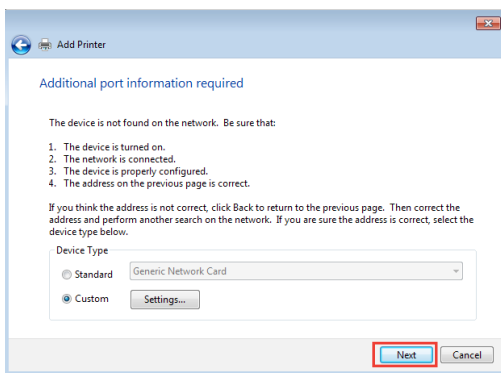 Add Printer
Additional port information required
The device is not found on the network. Be sure that:
1. The device is turned on.
2. The network is connected.
3. The device is properly configured.
4. The address on the previous page is correct.
If you think the address is not correct, click Back to return to the previous page. Then correct the
address and perform another search on the network. If you are sure the address is correct, select the
device type below.
Device Type
Standard Generic Network Card
Custom Settings...
Next Cancel